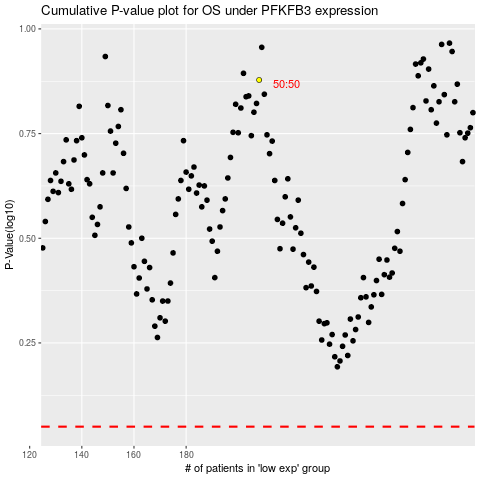 Cumulative P-value plot for OS under PFKFB3 expression
1.00
50:50
0.75
P-Value(log10)
0.50
0.25
120 140 160 180
# of patients in 'low exp' group